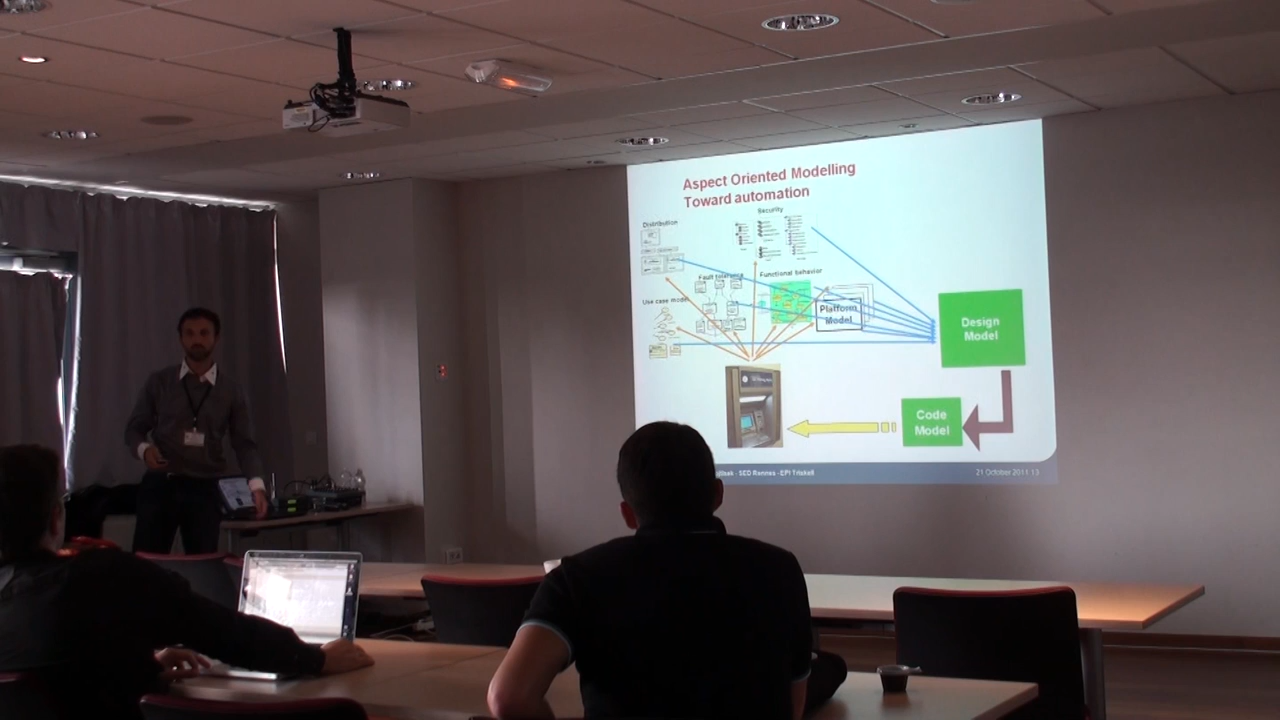 Aspect Oriented Modelling
Toward automation
Security
Distribution
Fault tolerance
Functional behavior
Use case model
Platform
Model
Design
Model
Code
Model
- SED Rennes -EPI Triskell
21 October 2011 13